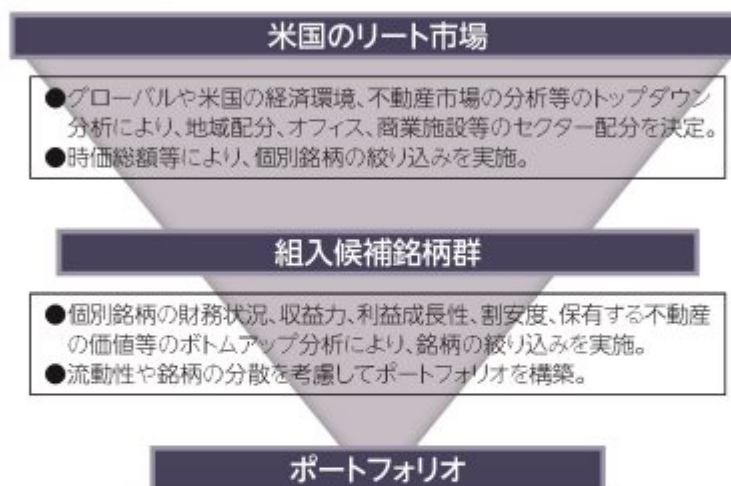 米国のリート市場
●グローバルや米国の経済環境、不動産市場の分析等のトップダウン
分析により、地域配分、オフィス、商業施設等のセクター配分を決定。
●時価総額等により、個別銘柄の絞り込みを実施。
組入候補銘柄群
●個別銘柄の財務状況、収益力、利益成長性、割安度、保有する不動産
の価値等のボトムアップ分析により、銘柄の絞り込みを実施。
●流動性や銘柄の分散を考慮してポートフォリオを構築。
ポートフォリオ